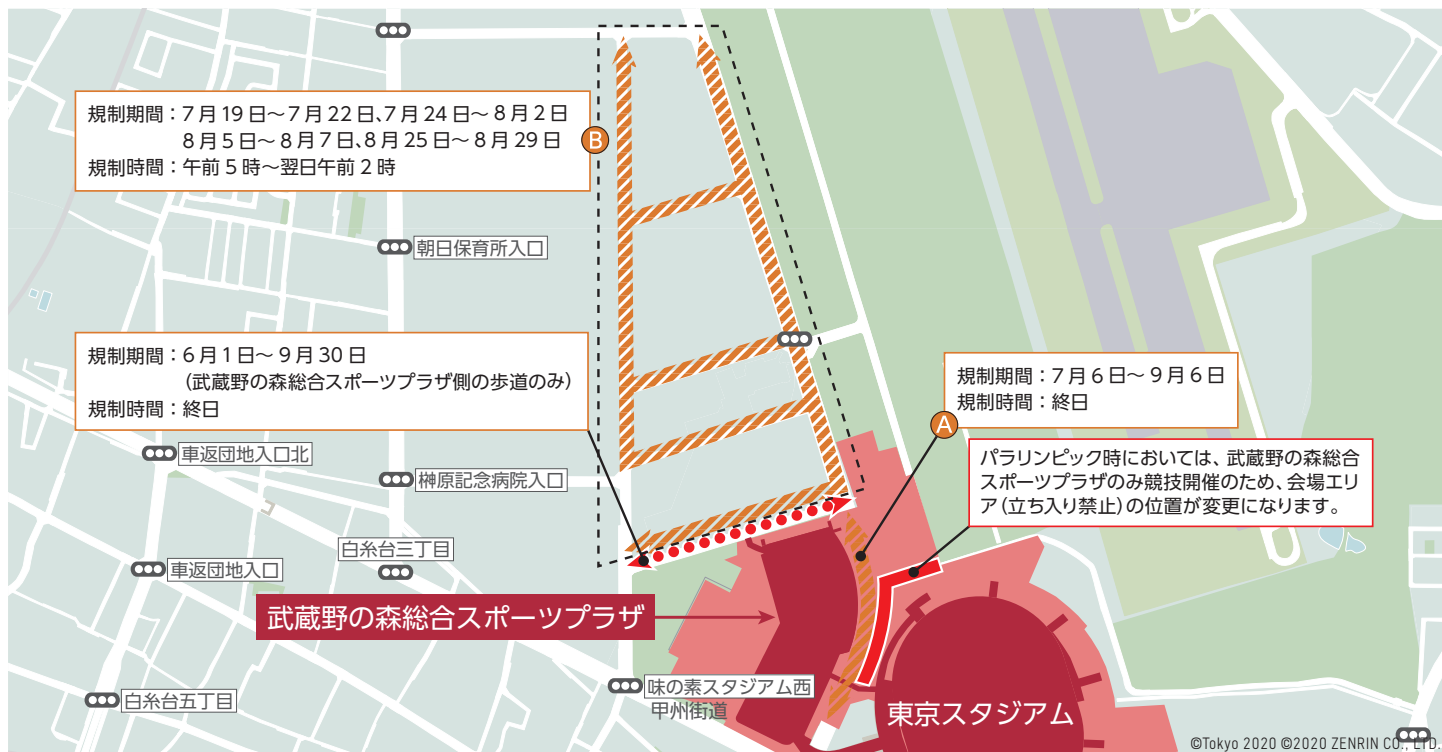 規制期間：7月19日～7月22日、7月24日～8月2日
8月5日～8月7日、8月25日～8月29日
規制時間：午前5時～翌日午前2時
B
朝日保育所入口
規制期間：6月1日～9月30日
（武蔵野の森総合スポーツプラザ側の歩道のみ）
規制時間：終日
規制期間：7月6日～9月6日
規制時間：終日
A
パラリンピック時においては、武蔵野の森総合
スポーツプラザのみ競技開催のため、会場エリ
ア（立ち入り禁止）の位置が変更になります。
車返団地入口北
榊原記念病院入口
白糸台三丁目
車返団地入口
武蔵野の森総合スポーツプラザ
白糸台五丁目
味の素スタジアム西
甲州街道
東京スタジアム
©Tokyo 2020 ©2020 ZENRIN CO., LTD.